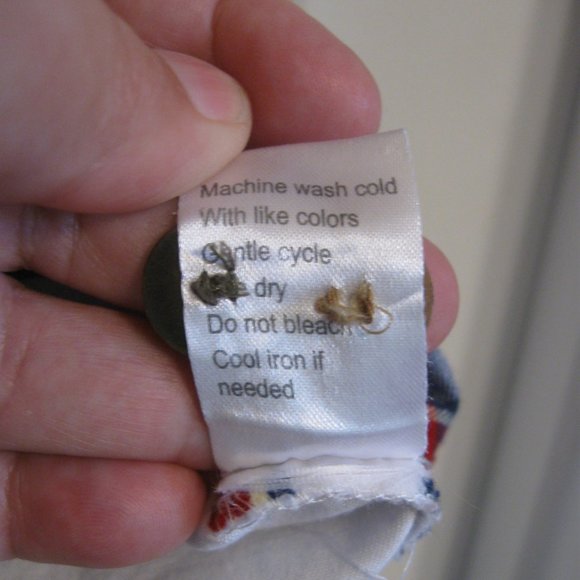 Machine wash cold
With like colors
Gentle cycle
dry
Do not bleach
Cool iron if
needed